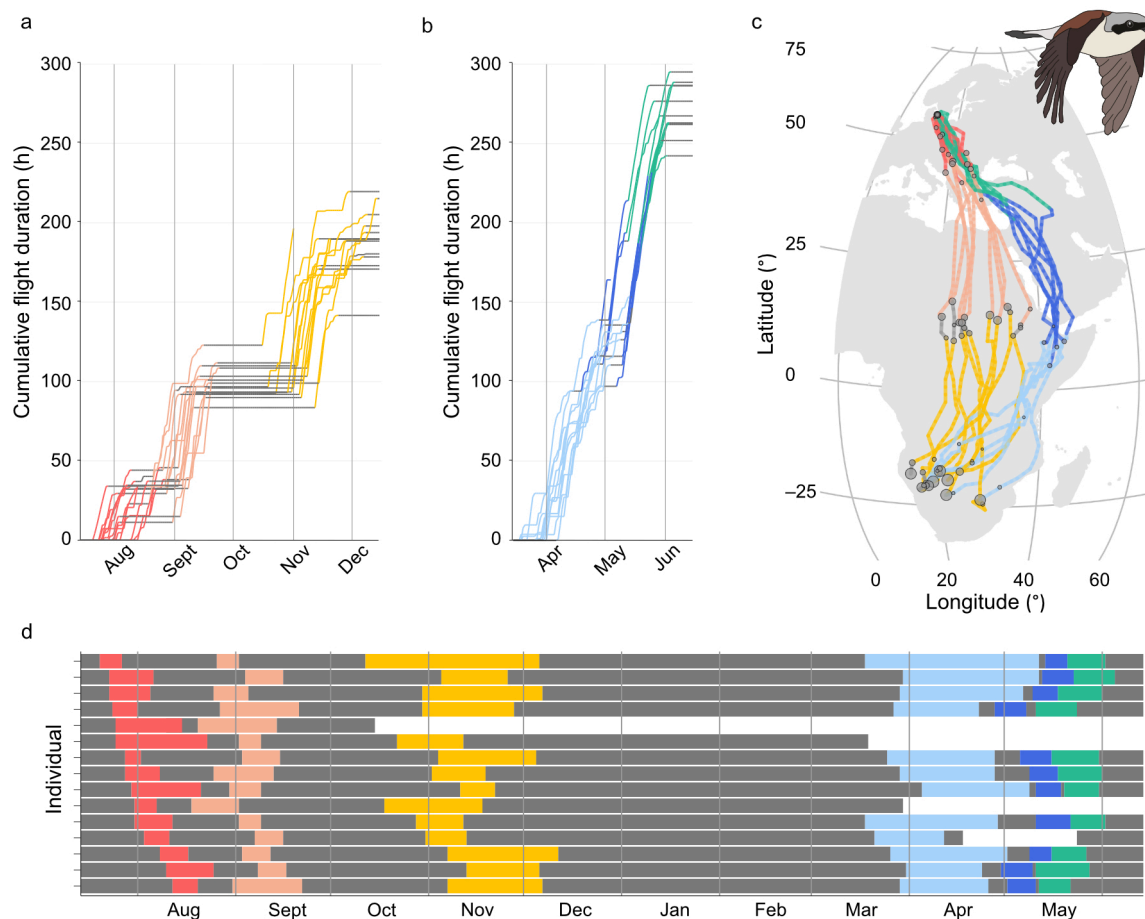 a
Cumulative flight duration (h)
300
250
200
150
100
50
0
Aug
Sept
Oct
Nov
Dec
b
Cumulative flight duration (h)
300
250
200
150
100
50
0
Apr
May
Jun
c
Latitude (°)
75
50
25
0
−25
0 20 40 60
Longitude (°)
d
Individual
Aug Sept Oct Nov Dec Jan Feb Mar Apr May